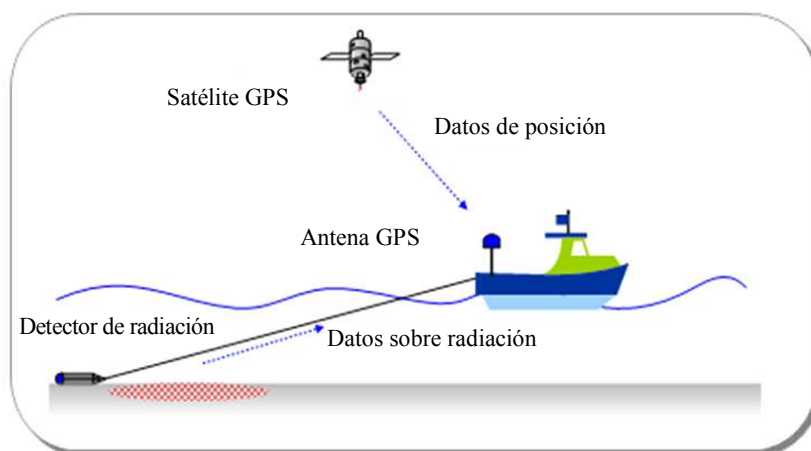 Satélite GPS
Datos de posición
Antena GPS
Detector de radiación
Datos sobre radiación